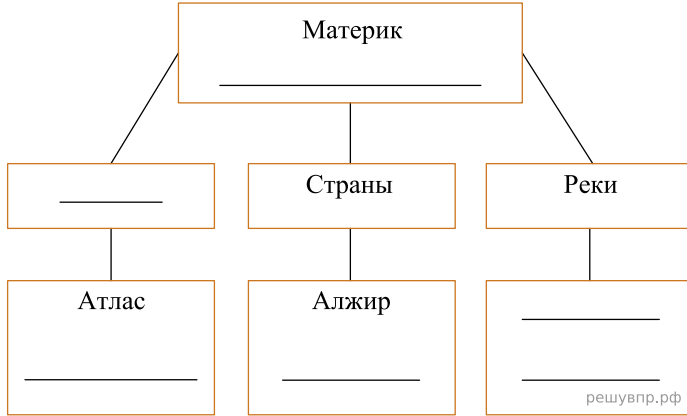 Материк
Страны
Реки
Атлас
Алжир
решувпр.рф